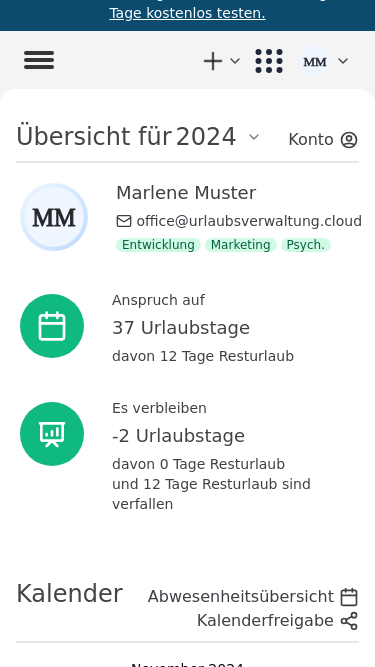 Tage kostenlos testen.
MM
Übersicht für 2024
Konto
MM
Marlene Muster
office@urlaubsverwaltung.cloud
Entwicklung Marketing Psych.
Anspruch auf
37 Urlaubstage
davon 12 Tage Resturlaub
Es verbleiben
-2 Urlaubstage
davon 0 Tage Resturlaub
und 12 Tage Resturlaub sind
verfallen
Kalender
Abwesenheitsübersicht
Kalenderfreigabe
November 2024